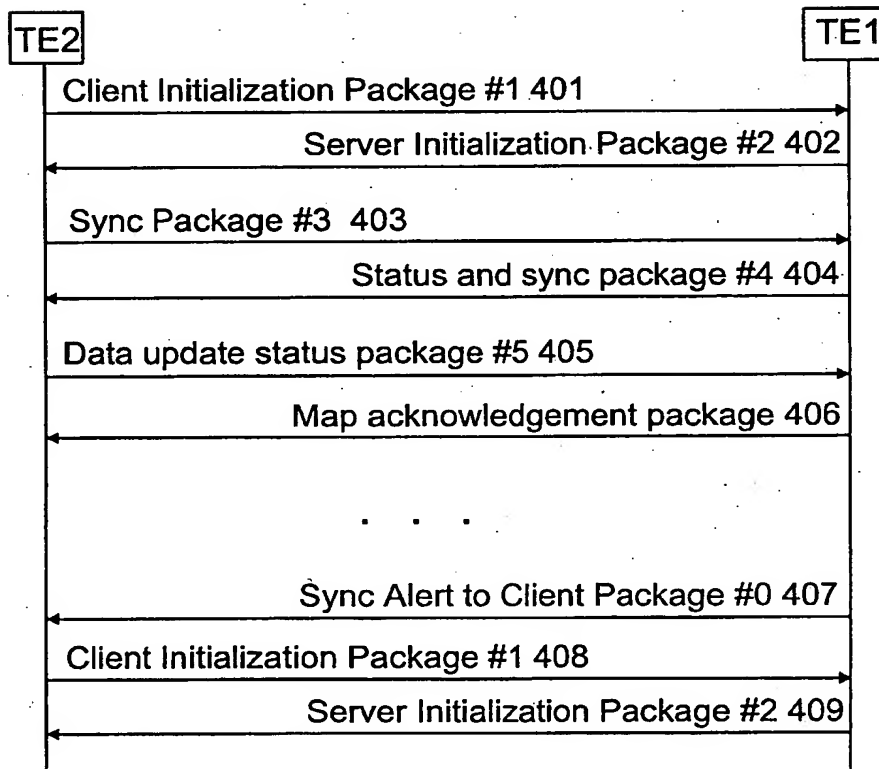 TE2
TE1
Client Initialization Package #1 401
Server Initialization Package #2 402
Sync Package #3 403
Status and sync package #4 404
Data update status package #5 405
Map acknowledgement package 406
. . .
Sync Alert to Client Package #0 407
Client Initialization Package #1 408
Server Initialization Package #2 409